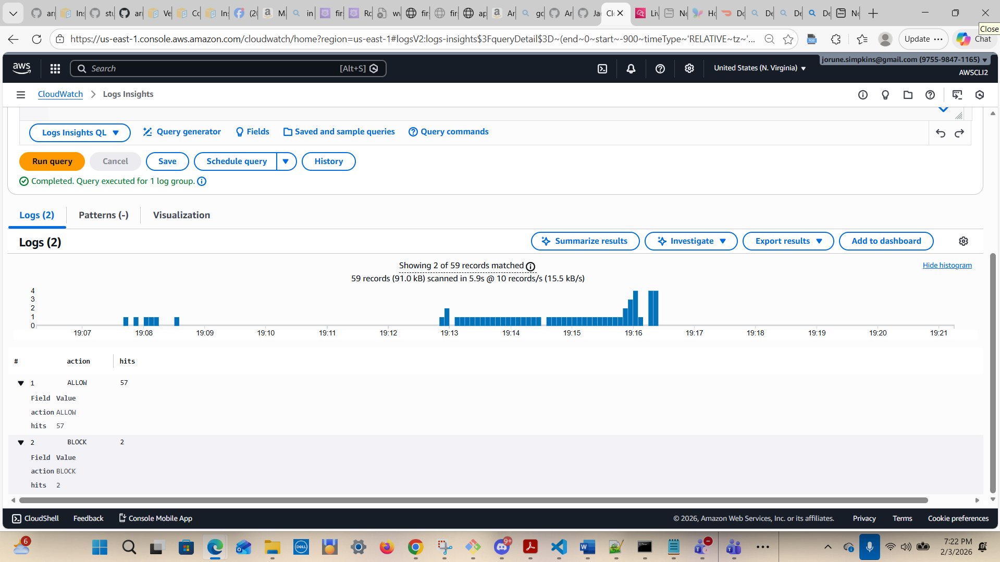 Close
https://us-east-1.console.aws.amazon.com/cloudwatch/home?region=us-east-1#logsV2:logs-insights$3FqueryDetail$3D~(end~0~start~-900~timeType~'RELATIVE~tz~'...
Update
Chat
aws
Search
[Alt+S]
United States (N. Virginia)
jorune.simpkins@gmail.com (9755-9847-1165)
AWSCLI2
CloudWatch
Logs Insights
Logs Insights QL
Query generator
Fields
Saved and sample queries
Query commands
Run query
Cancel
Save
Schedule query
History
Completed. Query executed for 1 log group.
Logs (2)
Patterns (-)
Visualization
Logs (2)
Summarize results
Investigate
Export results
Add to dashboard
Showing 2 of 59 records matched
Hide histogram
59 records (91.0 kB) scanned in 5.9s @ 10 records/s (15.5 kB/s)
4
3
2
1
0
19:07 19:08 19:09 19:10 19:11 19:12 19:13 19:14 19:15 19:16 19:17 19:18 19:19 19:20 19:21
# action hits
1 ALLOW 57
Field Value
action ALLOW
hits 57
2 BLOCK 2
Field Value
action BLOCK
hits 2
CloudShell
Feedback
Console Mobile App
© 2026, Amazon Web Services, Inc. or its affiliates.
Privacy
Terms
Cookie preferences
6
DELL
9+
7:22 PM
2/3/2026